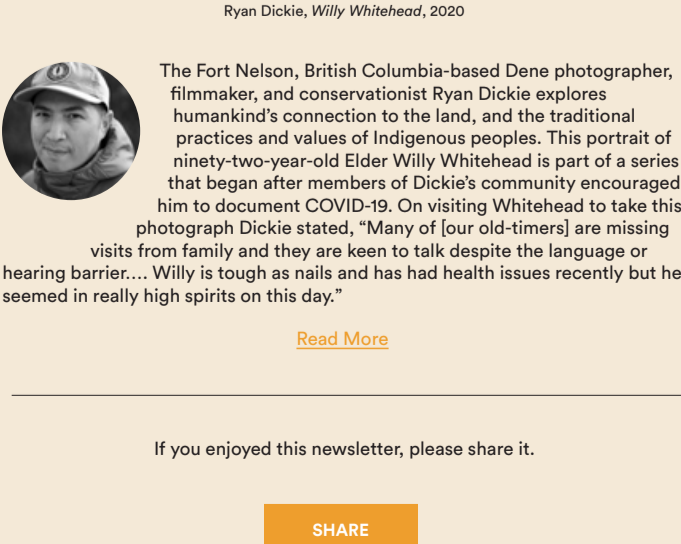 Ryan Dickie, Willy Whitehead, 2020
The Fort Nelson, British Columbia-based Dene photographer,
filmmaker, and conservationist Ryan Dickie explores
humankind’s connection to the land, and the traditional
practices and values of Indigenous peoples. This portrait of
ninety-two-year-old Elder Willy Whitehead is part of a series
that began after members of Dickie’s community encouraged
him to document COVID-19. On visiting Whitehead to take this
photograph Dickie stated, “Many of [our old-timers] are missing
visits from family and they are keen to talk despite the language or
hearing barrier.... Willy is tough as nails and has had health issues recently but he
seemed in really high spirits on this day.”
Read More
If you enjoyed this newsletter, please share it.
SHARE